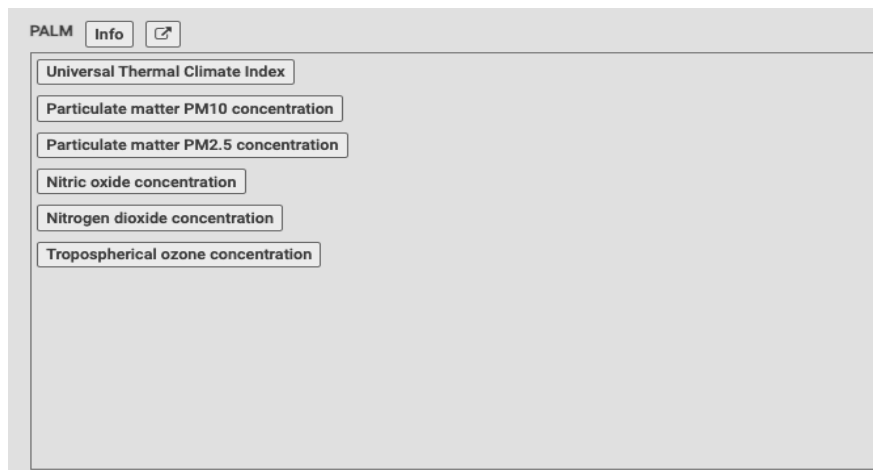 PALM Info
Universal Thermal Climate Index
Particulate matter PM10 concentration
Particulate matter PM2.5 concentration
Nitric oxide concentration
Nitrogen dioxide concentration
Tropospherical ozone concentration